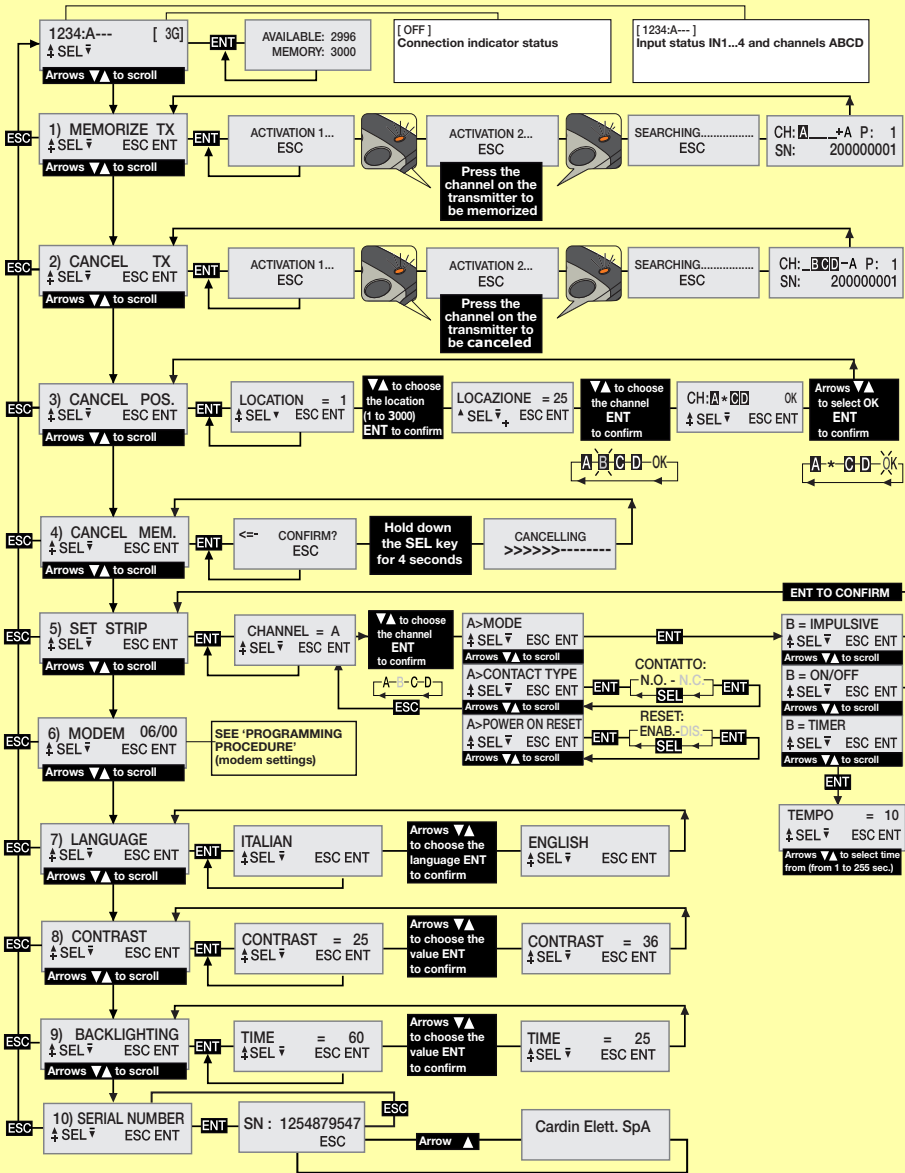 1234:A--- [ 3G]
SEL
Arrows ▼▲ to scroll
ENT
AVAILABLE: 2996
MEMORY: 3000
[ OFF ]
Connection indicator status
[ 1234:A--- ]
Input status IN1...4 and channels ABCD
ESC
1) MEMORIZE TX
SEL ESC ENT
Arrows ▼▲ to scroll
ENT
ACTIVATION 1...
ESC
ACTIVATION 2...
ESC
Press the
channel on the
transmitter to
be memorized
SEARCHING................
ESC
CH:A___+A P: 1
SN: 200000001
ESC
2) CANCEL TX
SEL ESC ENT
Arrows ▼▲ to scroll
ENT
ACTIVATION 1...
ESC
ACTIVATION 2...
ESC
Press the
channel on the
transmitter to
be canceled
SEARCHING................
ESC
CH:_BCD-A P: 1
SN: 200000001
ESC
3) CANCEL POS.
SEL ESC ENT
Arrows ▼▲ to scroll
ENT
LOCATION = 1
SEL ESC ENT
▼▲ to choose
the location
(1 to 3000)
ENT to confirm
LOCAZIONE = 25
SEL + ESC ENT
▼▲ to choose
the channel
ENT
to confirm
A-B-C-D-OK
CH:A*CD OK
SEL ESC ENT
Arrows ▼▲
to select OK
ENT
to confirm
A-*-C-D-OK
ESC
4) CANCEL MEM.
SEL ESC ENT
Arrows ▼▲ to scroll
ENT
<=- CONFIRM?
ESC
Hold down
the SEL key
for 4 seconds
CANCELLING
>>>>>>--------
ENT TO CONFIRM
ESC
5) SET STRIP
SEL ESC ENT
Arrows ▼▲ to scroll
ENT
CHANNEL = A
SEL ESC ENT
▼▲ to choose
the channel
ENT
to confirm
A-B-C-D
ESC
A>MODE
SEL ESC ENT
Arrows ▼▲ to scroll
ENT
A>CONTACT TYPE
SEL ESC ENT
Arrows ▼▲ to scroll
ENT
CONTATTO:
N.O. - N.C.
SEL
ENT
A>POWER ON RESET
SEL ESC ENT
Arrows ▼▲ to scroll
ENT
RESET:
ENAB.-DIS.
SEL
ENT
B = IMPULSIVE
SEL ESC ENT
Arrows ▼▲ to scroll
B = ON/OFF
SEL ESC ENT
Arrows ▼▲ to scroll
B = TIMER
SEL ESC ENT
Arrows ▼▲ to scroll
ENT
TEMPO = 10
SEL ESC ENT
Arrows ▼▲ to select time
from (from 1 to 255 sec.)
ESC
6) MODEM 06/00
SEL ESC ENT
Arrows ▼▲ to scroll
SEE 'PROGRAMMING
PROCEDURE'
(modem settings)
ESC
7) LANGUAGE
SEL ESC ENT
Arrows ▼▲ to scroll
ENT
ITALIAN
SEL ESC ENT
Arrows ▼▲
to choose the
language ENT
to confirm
ENGLISH
SEL ESC ENT
ESC
8) CONTRAST
SEL ESC ENT
Arrows ▼▲ to scroll
ENT
CONTRAST = 25
SEL ESC ENT
Arrows ▼▲
to choose the
value ENT
to confirm
CONTRAST = 36
SEL ESC ENT
ESC
9) BACKLIGHTING
SEL ESC ENT
Arrows ▼▲ to scroll
ENT
TIME = 60
SEL ESC ENT
Arrows ▼▲
to choose the
value ENT
to confirm
TIME = 25
SEL ESC ENT
ESC
10) SERIAL NUMBER
SEL ESC ENT
ENT
ESC
SN : 1254879547
ESC
Arrow ▲
Cardin Elett. SpA